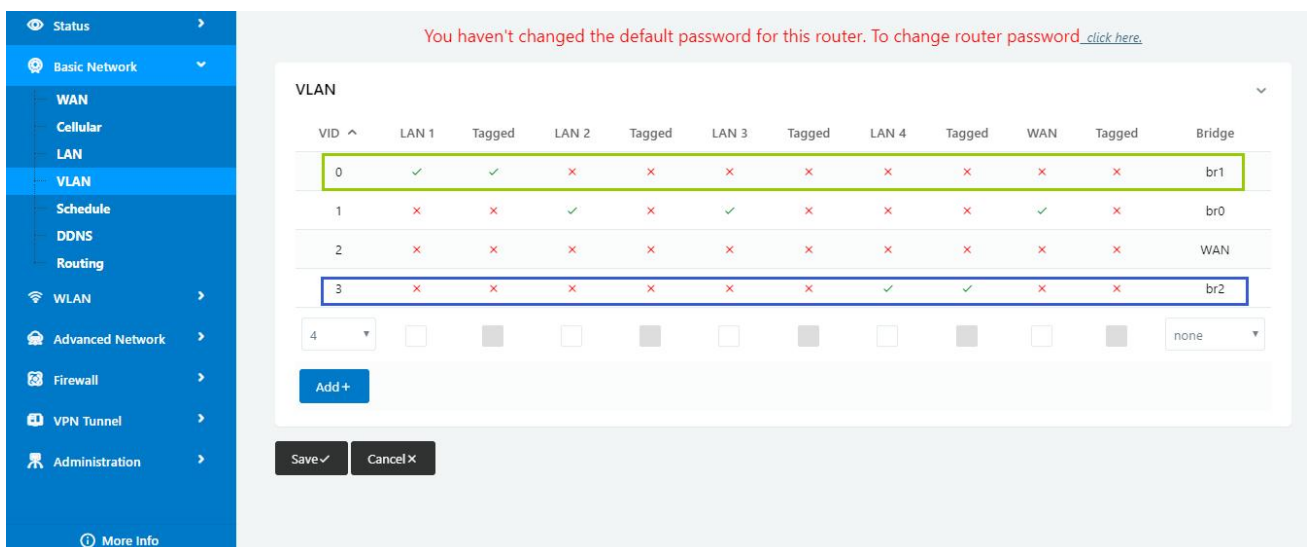 Status
You haven't changed the default password for this router. To change router password click here.
Basic Network
WAN
Cellular
LAN
VLAN
Schedule
DDNS
Routing
WLAN
Advanced Network
Firewall
VPN Tunnel
Administration
More Info
VLAN
VID LAN 1 Tagged LAN 2 Tagged LAN 3 Tagged LAN 4 Tagged WAN Tagged Bridge
0 ✓ ✓ × × × × × × × × br1
1 × × ✓ × ✓ × × × ✓ × br0
2 × × × × × × × × × × WAN
3 × × × × × × ✓ ✓ × × br2
4 none
Add+
Save✓ Cancel×